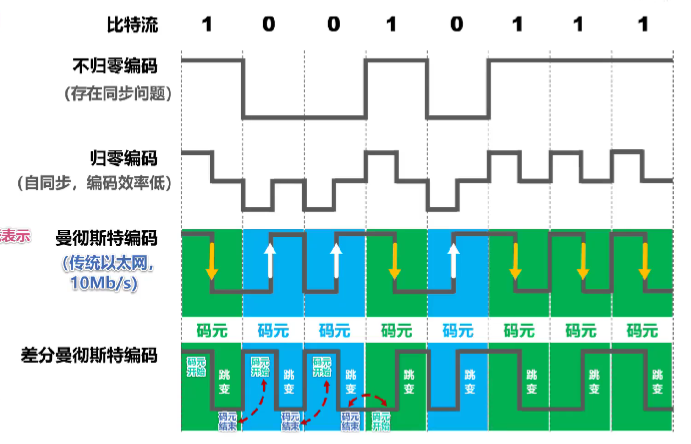 比特流 1 0 0 1 0 1 1 1
不归零编码
(存在同步问题)
归零编码
(自同步，编码效率低)
表示
曼彻斯特编码
(传统以太网,
10Mb/s)
码元 码元 码元 码元 码元 码元 码元 码元
差分曼彻斯特编码
码元开始 跳变 码元开始 跳变 码元开始 跳变 跳变 跳变 跳变 跳变 跳变
码元结束 码元结束 码元结束 码元开始